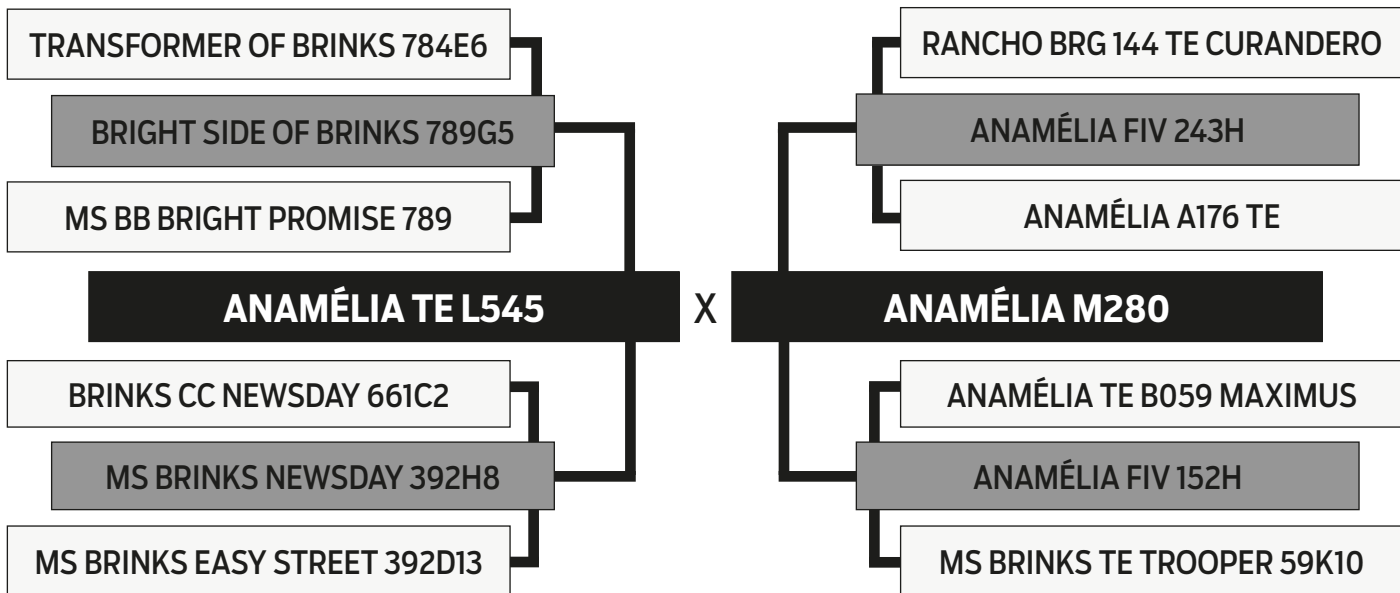 TRANSFORMER OF BRINKS 784E6
BRIGHT SIDE OF BRINKS 789G5
MS BB BRIGHT PROMISE 789
ANAMÉLIA TE L545
BRINKS CC NEWSDAY 661C2
MS BRINKS NEWSDAY 392H8
MS BRINKS EASY STREET 392D13
X
RANCHO BRG 144 TE CURANDERO
ANAMÉLIA FIV 243H
ANAMÉLIA A176 TE
ANAMÉLIA M280
ANAMÉLIA TE B059 MAXIMUS
ANAMÉLIA FIV 152H
MS BRINKS TE TROOPER 59K10